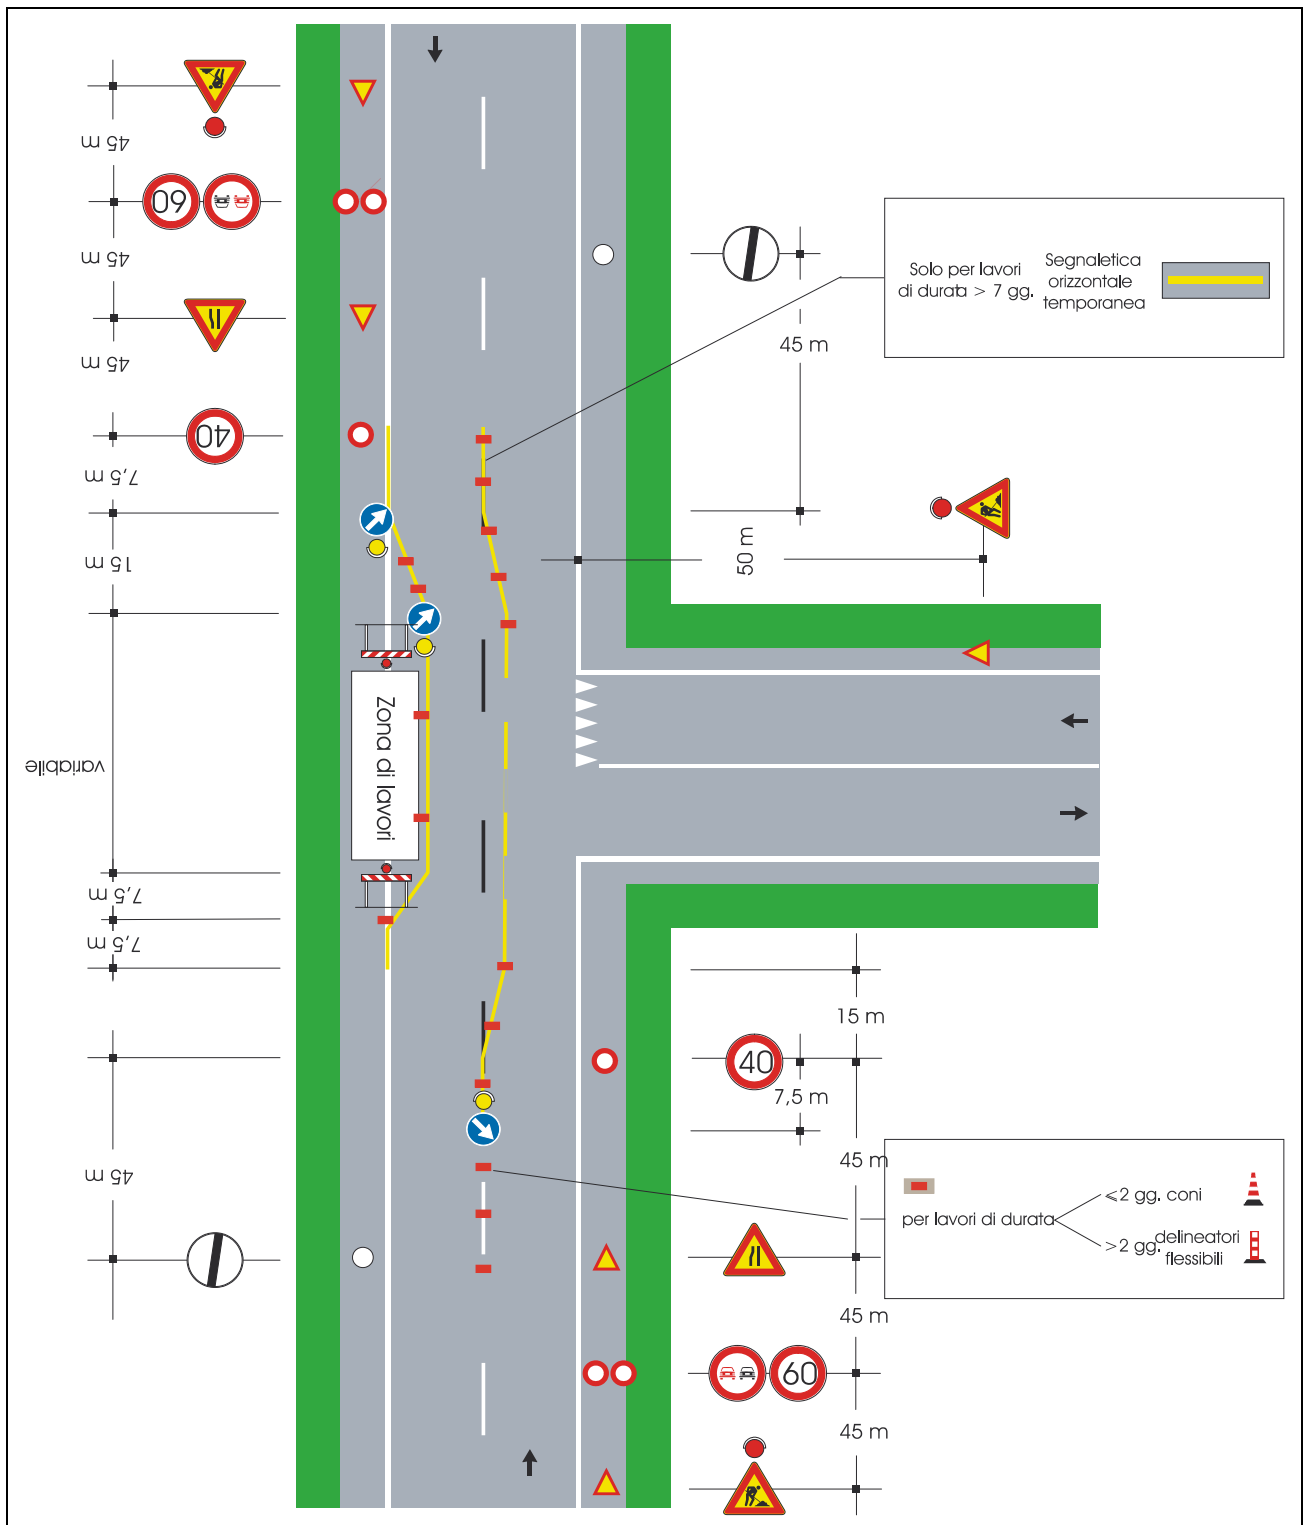 45 m
60
45 m
45 m
40
7,5 m
15 m
variabile
7,5 m
7,5 m
45 m
Zona di lavori
45 m
50 m
Solo per lavori
di durata > 7 gg.
Segnaletica
orizzontale
temporanea
15 m
40
7,5 m
45 m
per lavori di durata
⩽2 gg. coni
>2 gg. delineatori
flessibili
45 m
60
45 m